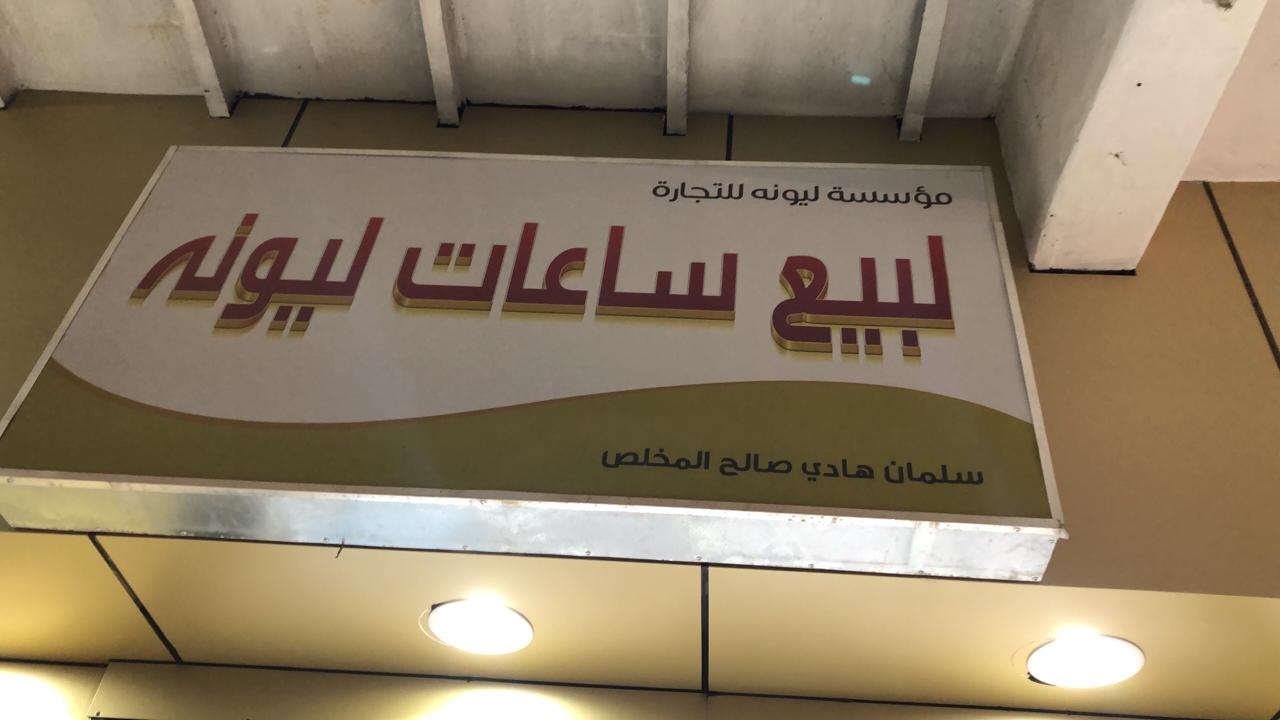 مؤسسة ليونه للتجارة
لبيع ساعات ليونه
سلمان هادي صالح المخلص